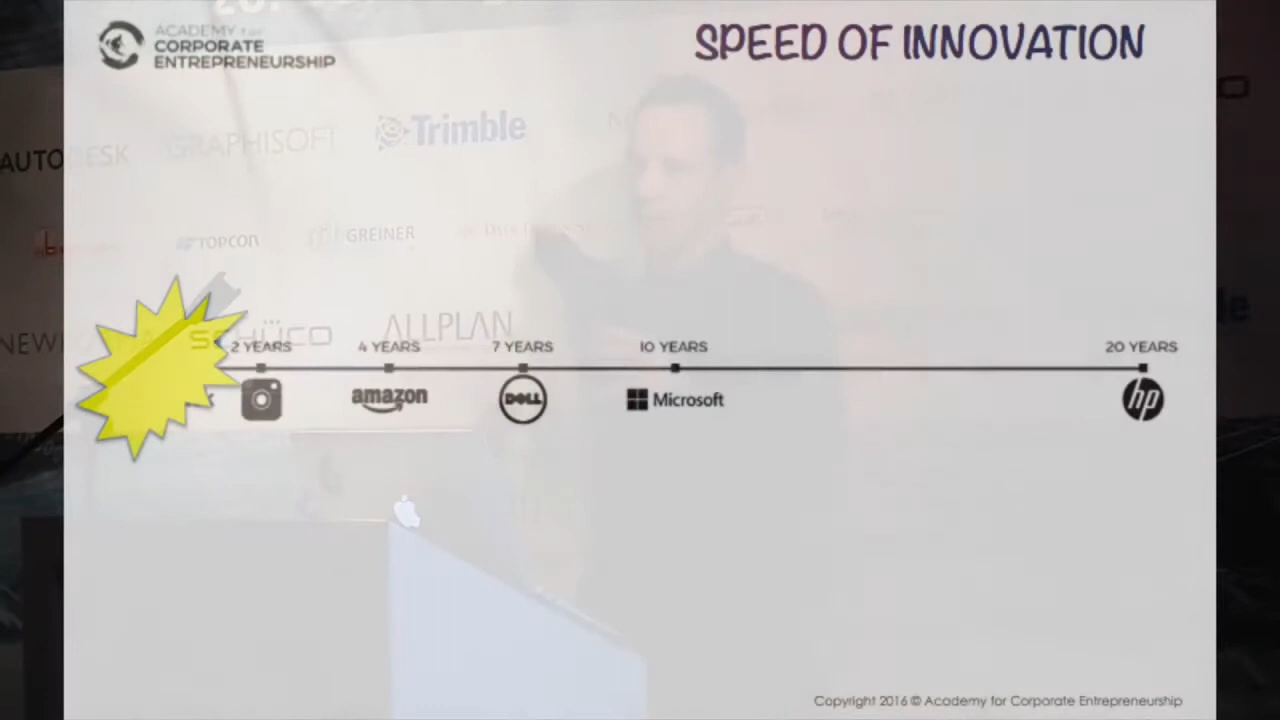 ACADEMY FOR
CORPORATE
ENTREPRENEURSHIP
SPEED OF INNOVATION
AUTODESK
GRAPHISOFT
Trimble
TOPCON
GREINER
SCHÜCO
ALLPLAN
2 YEARS
4 YEARS
7 YEARS
10 YEARS
20 YEARS
amazon
DELL
Microsoft
hp
Copyright 2016 © Academy for Corporate Entrepreneurship